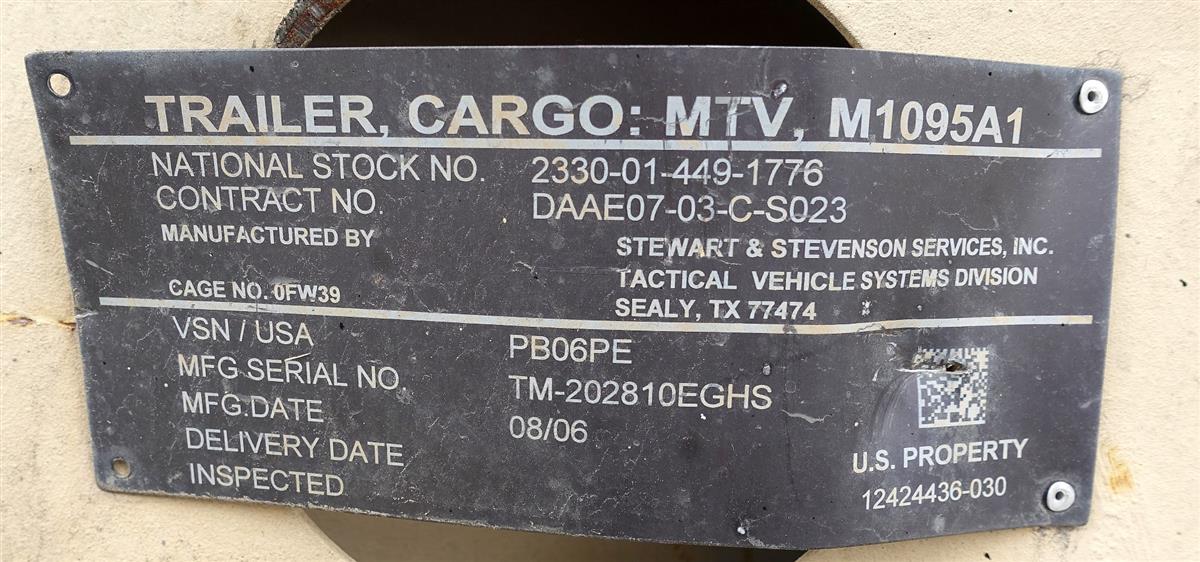 TRAILER, CARGO: MTV, M1095A1
NATIONAL STOCK NO. 2330-01-449-1776
CONTRACT NO. DAAE07-03-C-S023
MANUFACTURED BY STEWART & STEVENSON SERVICES, INC.
TACTICAL VEHICLE SYSTEMS DIVISION
CAGE NO. 0FW39 SEALY, TX 77474
VSN / USA PB06PE
MFG SERIAL NO. TM-202810EGHS
MFG.DATE 08/06
DELIVERY DATE
INSPECTED
U.S. PROPERTY
12424436-030